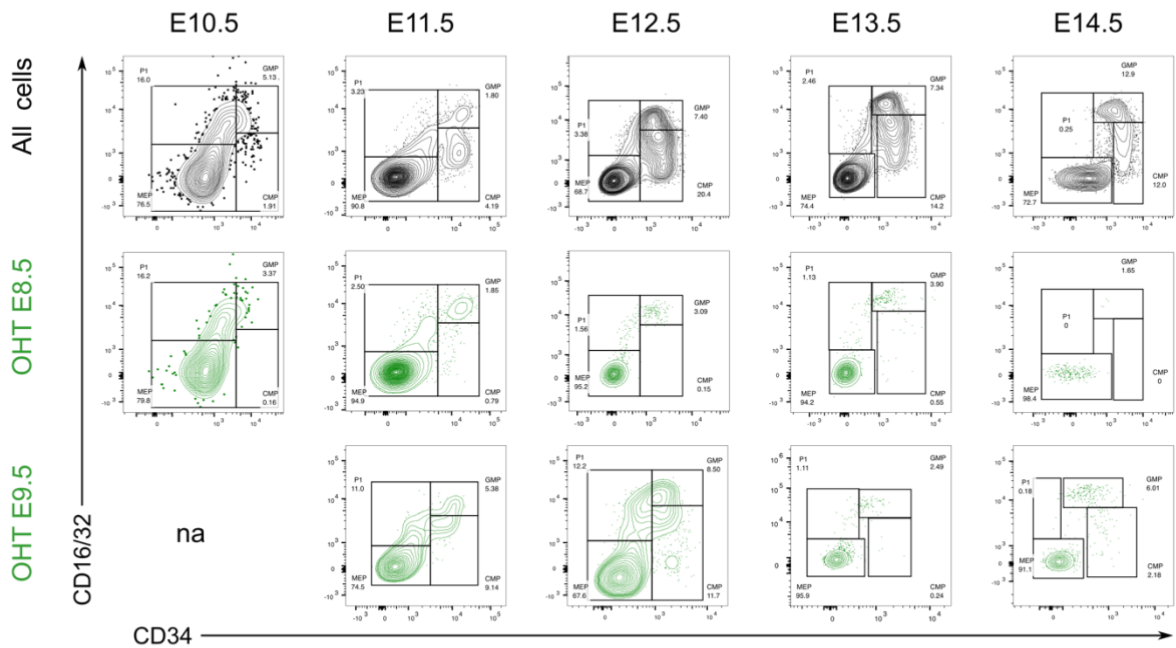 E10.5 E11.5 E12.5 E13.5 E14.5
All cells
P1 16.0 GMP 5.13 MEP 76.5 CMP 1.91
P1 3.23 GMP 1.80 MEP 90.8 CMP 4.19
P1 3.38 GMP 7.40 MEP 68.7 CMP 20.4
P1 2.46 GMP 7.34 MEP 74.4 CMP 14.2
P1 0.25 GMP 12.9 MEP 72.7 CMP 12.0
OHT E8.5
P1 16.2 GMP 3.37 MEP 79.8 CMP 0.16
P1 2.50 GMP 1.85 MEP 94.9 CMP 0.79
P1 1.56 GMP 3.09 MEP 95.2 CMP 0.15
P1 1.13 GMP 3.90 MEP 94.2 CMP 0.55
P1 0 GMP 1.65 MEP 98.4 CMP 0
OHT E9.5
na
P1 11.0 GMP 5.38 MEP 74.5 CMP 9.14
P1 12.2 GMP 8.50 MEP 67.6 CMP 11.7
P1 1.11 GMP 2.49 MEP 95.9 CMP 0.24
P1 0.18 GMP 6.01 MEP 91.1 CMP 2.18
CD16/32
CD34